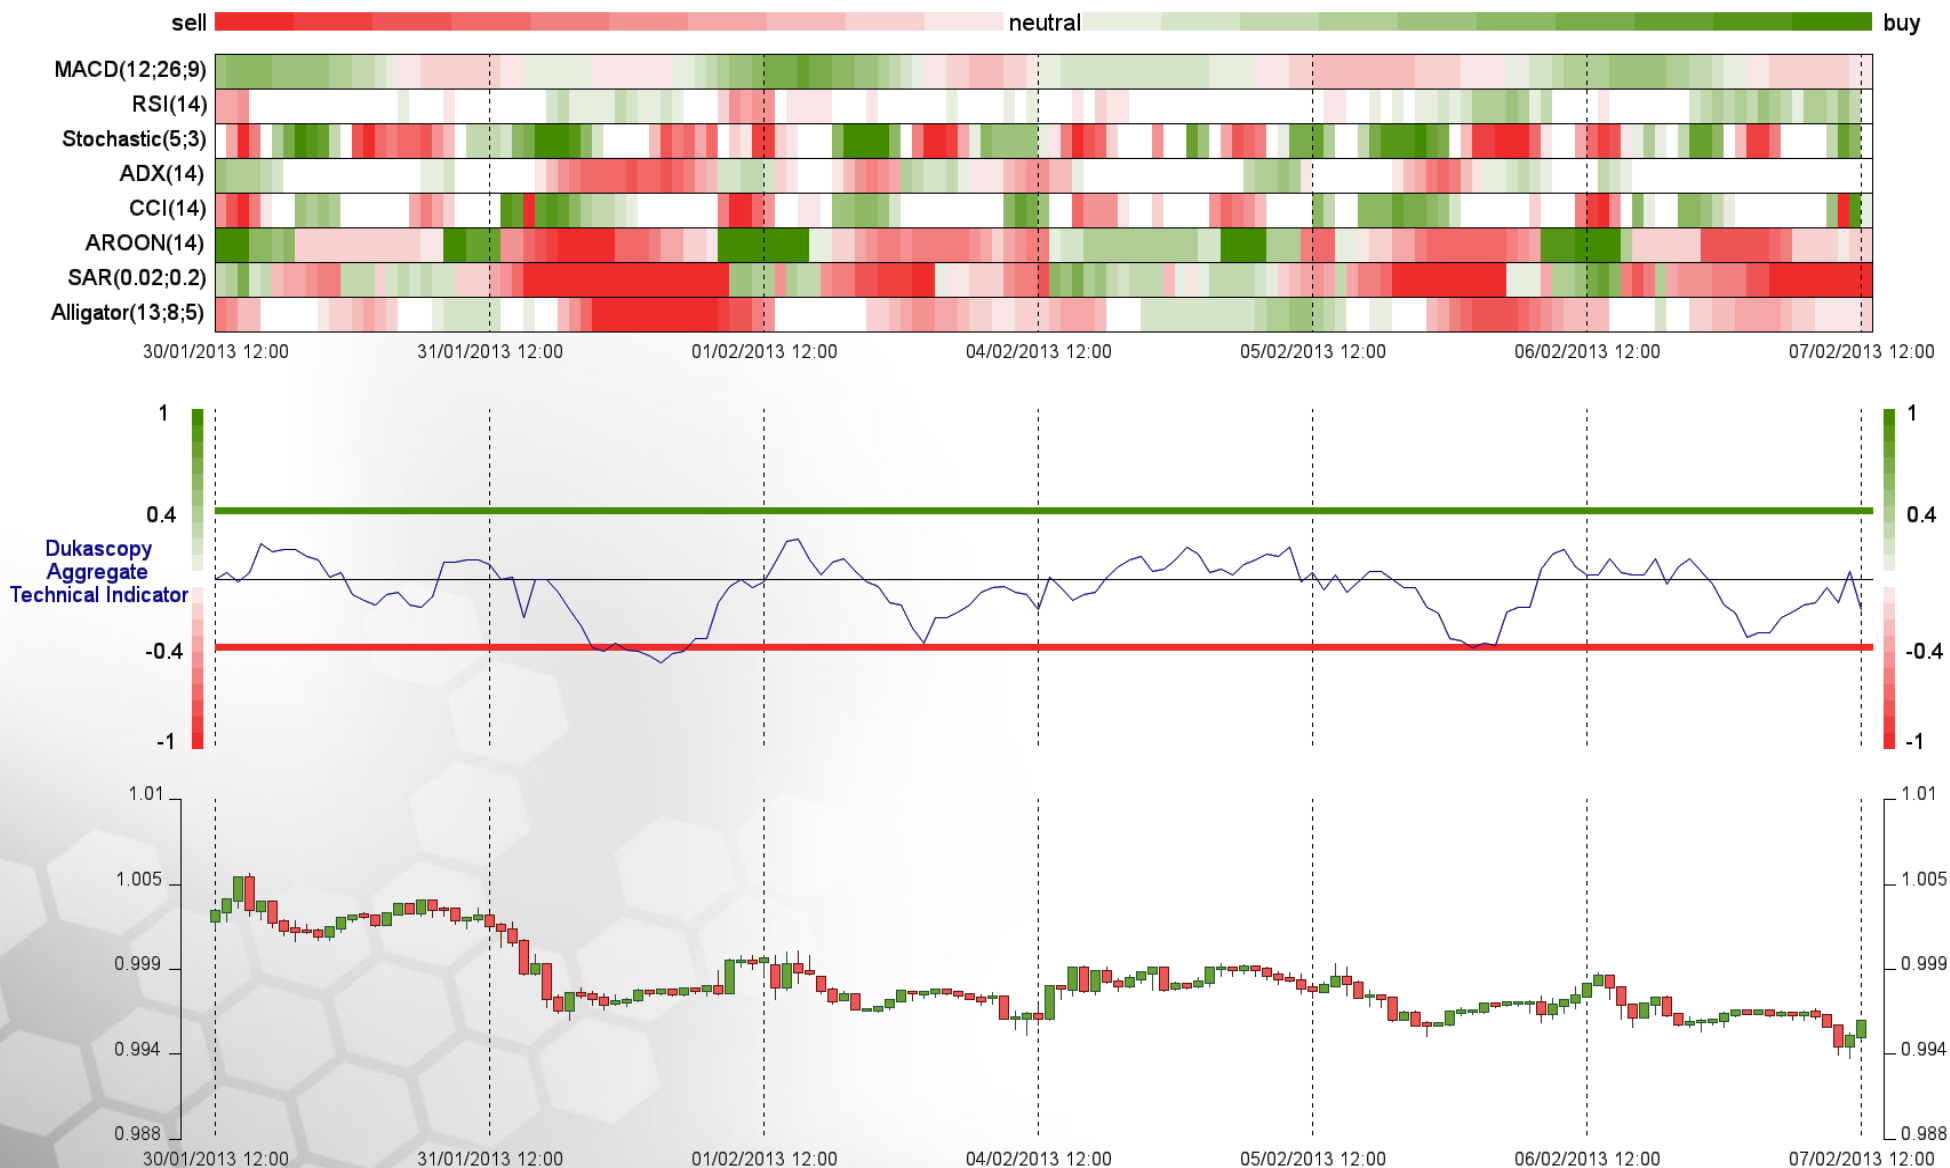 sell neutral buy
MACD(12;26;9)
RSI(14)
Stochastic(5;3)
ADX(14)
CCI(14)
AROON(14)
SAR(0.02;0.2)
Alligator(13;8;5)
30/01/2013 12:00 31/01/2013 12:00 01/02/2013 12:00 04/02/2013 12:00 05/02/2013 12:00 06/02/2013 12:00 07/02/2013 12:00
1 1
0.4 0.4
Dukascopy
Aggregate
Technical Indicator
-0.4 -0.4
-1 -1
1.01 1.01
1.005 1.005
0.999 0.999
0.994 0.994
0.988 0.988
30/01/2013 12:00 31/01/2013 12:00 01/02/2013 12:00 04/02/2013 12:00 05/02/2013 12:00 06/02/2013 12:00 07/02/2013 12:00